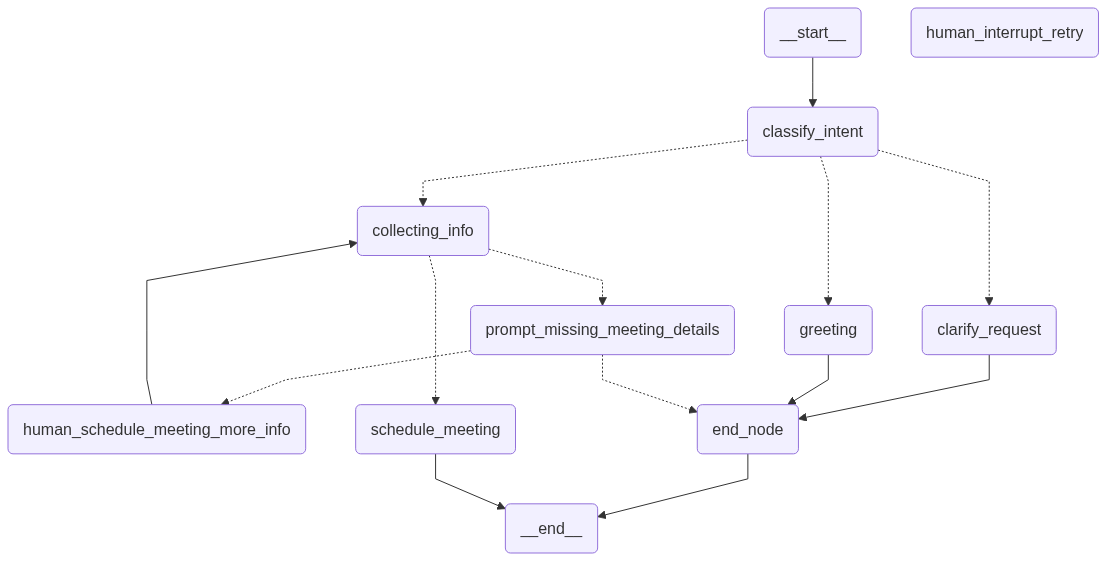 __start__
human_interrupt_retry
classify_intent
collecting_info
prompt_missing_meeting_details
greeting
clarify_request
human_schedule_meeting_more_info
schedule_meeting
end_node
__end__